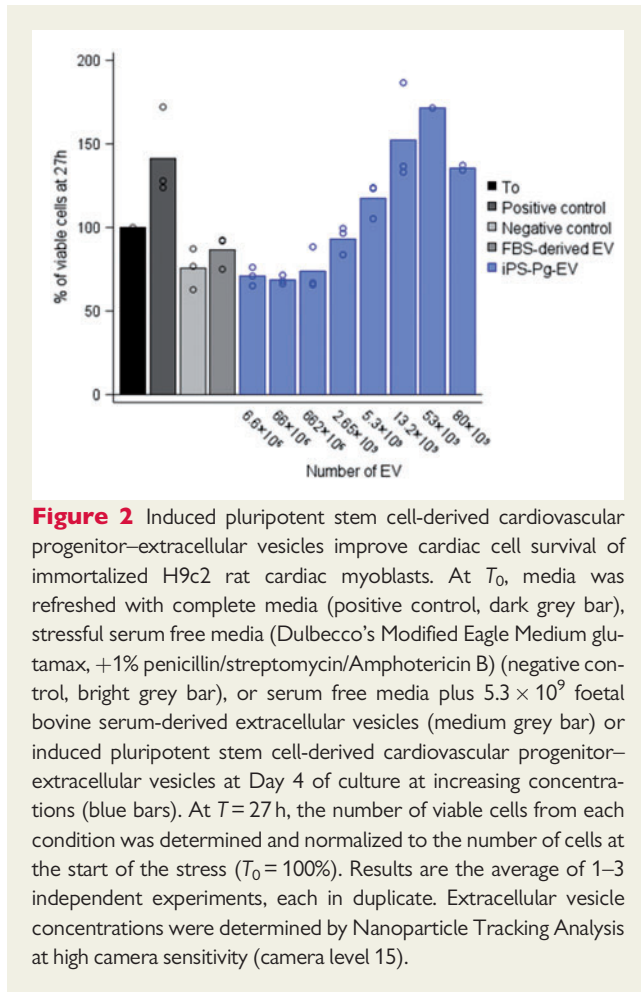 200
150
100
50
0
% of viable cells at 27h
To
Positive control
Negative control
FBS-derived EV
iPS-Pg-EV
6.6×10⁶
66×10⁶
662×10⁶
2.65×10⁹
5.3×10⁹
13.2×10⁹
53×10⁹
80×10⁹
Number of EV
Figure 2 Induced pluripotent stem cell-derived cardiovascular
progenitor–extracellular vesicles improve cardiac cell survival of
immortalized H9c2 rat cardiac myoblasts. At T₀, media was
refreshed with complete media (positive control, dark grey bar),
stressful serum free media (Dulbecco's Modified Eagle Medium glu-
tamax, +1% penicillin/streptomycin/Amphotericin B) (negative con-
trol, bright grey bar), or serum free media plus 5.3 × 10⁹ foetal
bovine serum-derived extracellular vesicles (medium grey bar) or
induced pluripotent stem cell-derived cardiovascular progenitor–
extracellular vesicles at Day 4 of culture at increasing concentra-
tions (blue bars). At T = 27 h, the number of viable cells from each
condition was determined and normalized to the number of cells at
the start of the stress (T₀ = 100%). Results are the average of 1–3
independent experiments, each in duplicate. Extracellular vesicle
concentrations were determined by Nanoparticle Tracking Analysis
at high camera sensitivity (camera level 15).